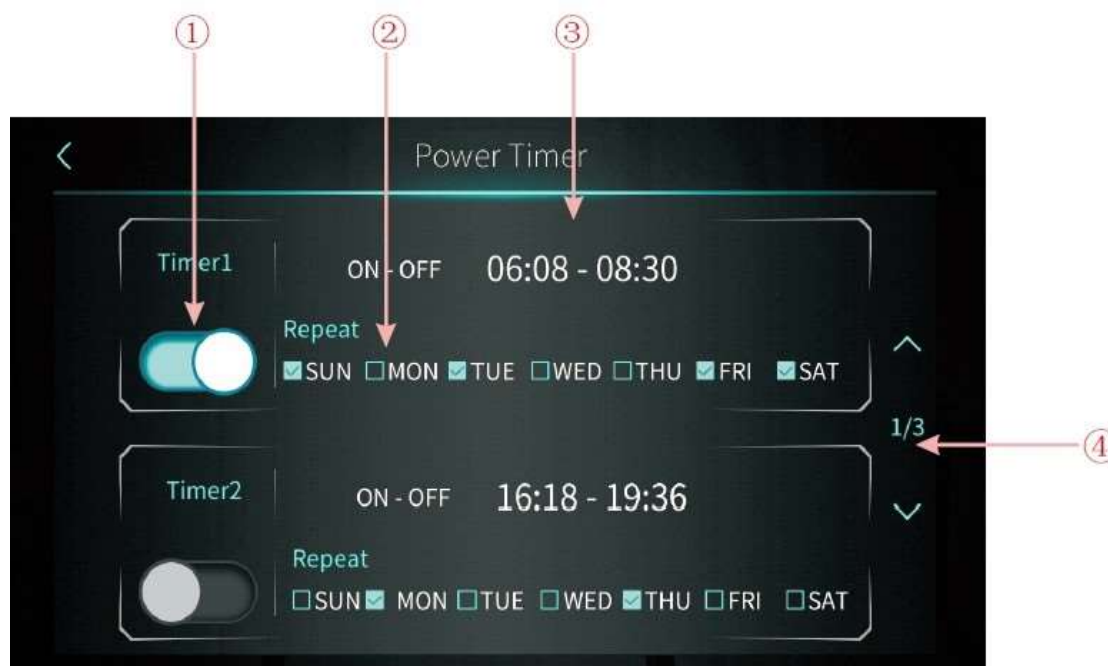 ① ② ③
Power Timer
Timer1
ON - OFF 06:08 - 08:30
Repeat
SUN MON TUE WED THU FRI SAT
1/3
④
Timer2
ON - OFF 16:18 - 19:36
Repeat
SUN MON TUE WED THU FRI SAT